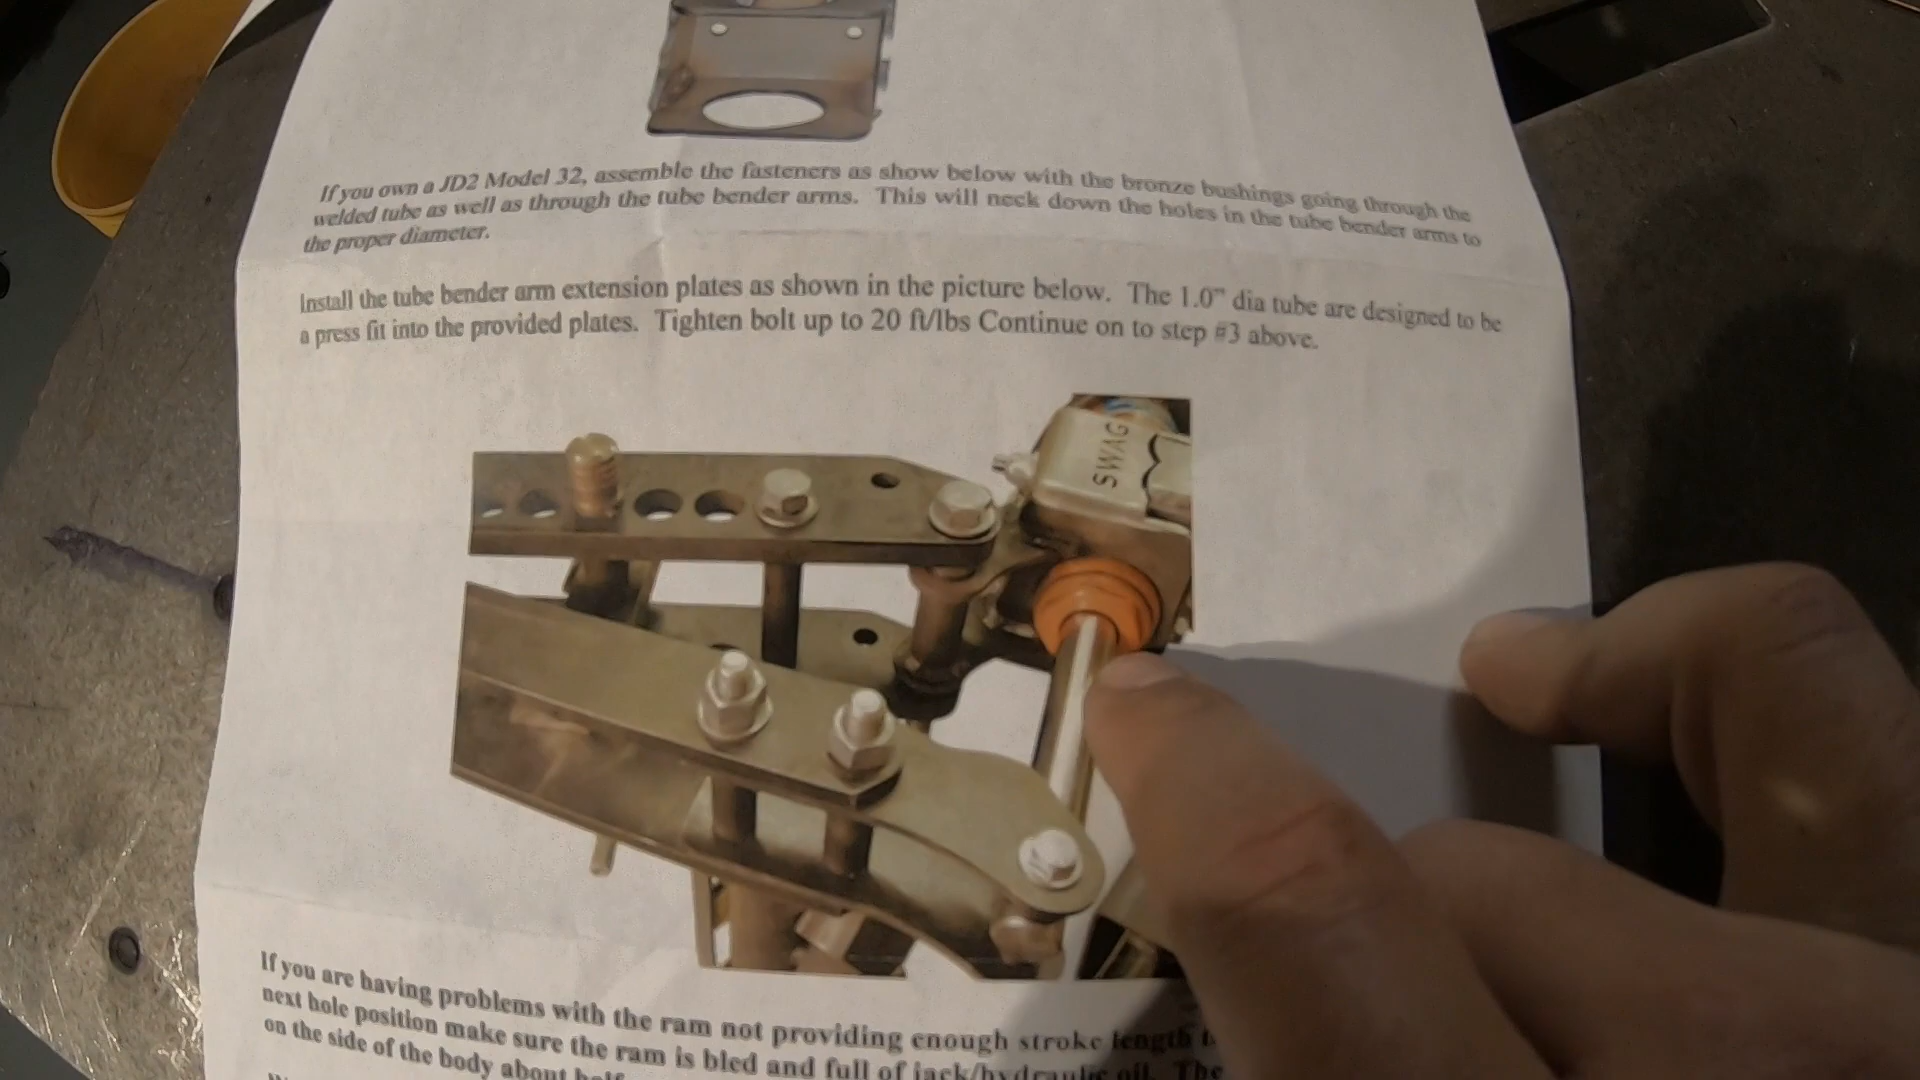 If you own a JD2 Model 32, assemble the fasteners as show below with the bronze bushings going through the
welded tube as well as through the tube bender arms. This will neck down the holes in the tube bender arms to
the proper diameter.
Install the tube bender arm extension plates as shown in the picture below. The 1.0" dia tube are designed to be
a press fit into the provided plates. Tighten bolt up to 20 ft/lbs Continue on to step #3 above.
SWAG
If you are having problems with the ram not providing enough stroke length
next hole position make sure the ram is bled and full of jack/hydraulic oil. The
on the side of the body about half